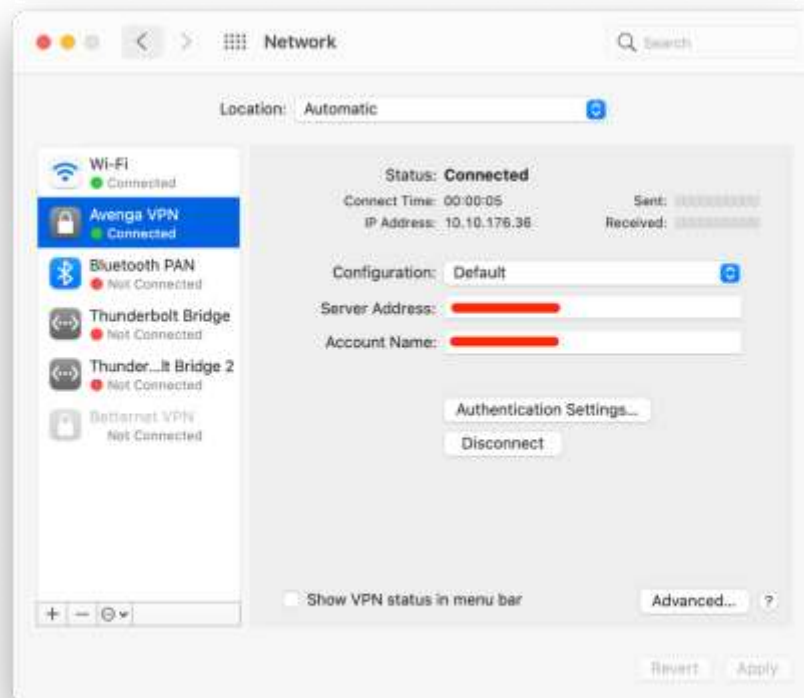 Network
Search
Location: Automatic
Wi-Fi
Connected
Avenga VPN
Connected
Bluetooth PAN
Not Connected
Thunderbolt Bridge
Not Connected
Thunder...lt Bridge 2
Not Connected
Betternet VPN
Not Connected
Status: Connected
Connect Time: 00:00:05
Sent:
IP Address: 10.10.176.36
Received:
Configuration: Default
Server Address:
Account Name:
Authentication Settings...
Disconnect
Show VPN status in menu bar
Advanced...
?
Revert
Apply